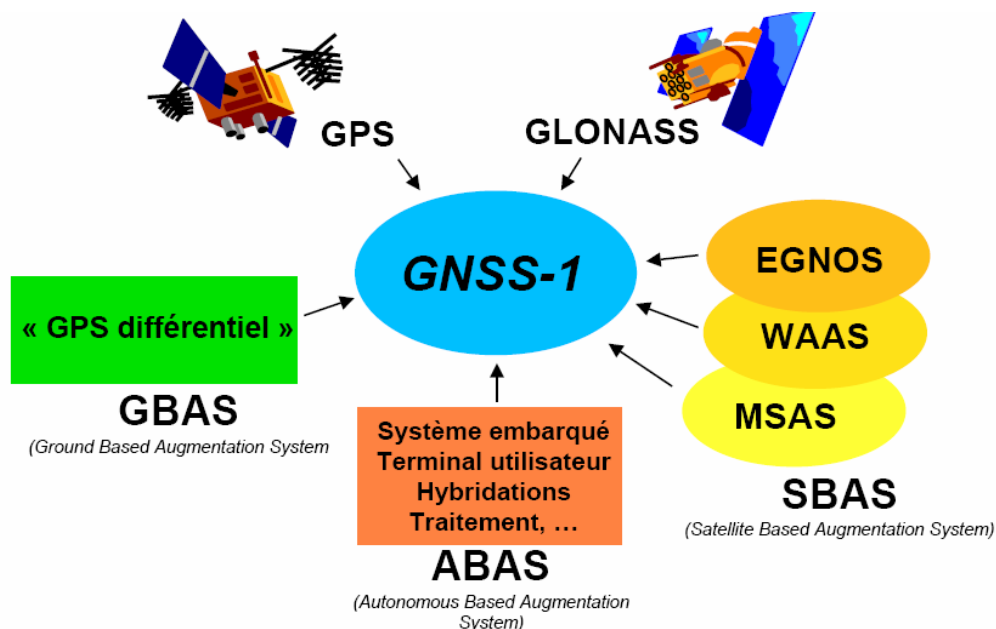 GPS
GLONASS
GNSS-1
EGNOS
WAAS
MSAS
SBAS
(Satellite Based Augmentation System)
« GPS différentiel »
GBAS
(Ground Based Augmentation System
Système embarqué
Terminal utilisateur
Hybridations
Traitement, ...
ABAS
(Autonomous Based Augmentation
System)